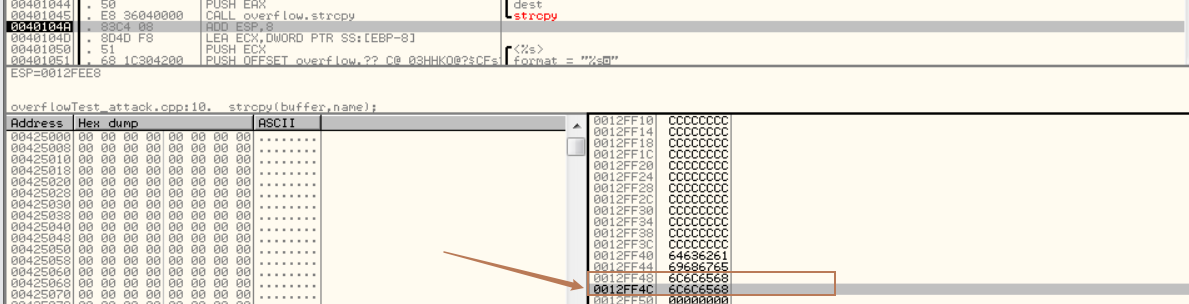 00401044 . 50 PUSH EAX dest
00401045 . E8 36040000 CALL overflow.strcpy strcpy
0040104A . 83C4 08 ADD ESP,8
0040104D . 8D4D F8 LEA ECX,DWORD PTR SS:[EBP-8]
00401050 . 51 PUSH ECX <%s>
00401051 . 68 1C304200 PUSH OFFSET overflow.??_C@_03HHKO@?$CFs format = "%s
ESP=0012FEE8
overflowTest_attack.cpp:10. strcpy(buffer,name);
Address Hex dump ASCII
00425000 00 00 00 00 00 00 00 00 ........
00425008 00 00 00 00 00 00 00 00 ........
00425010 00 00 00 00 00 00 00 00 ........
00425018 00 00 00 00 00 00 00 00 ........
00425020 00 00 00 00 00 00 00 00 ........
00425028 00 00 00 00 00 00 00 00 ........
00425030 00 00 00 00 00 00 00 00 ........
00425038 00 00 00 00 00 00 00 00 ........
00425040 00 00 00 00 00 00 00 00 ........
00425048 00 00 00 00 00 00 00 00 ........
00425050 00 00 00 00 00 00 00 00 ........
00425058 00 00 00 00 00 00 00 00 ........
00425060 00 00 00 00 00 00 00 00 ........
00425068 00 00 00 00 00 00 00 00 ........
00425070 00 00 00 00 00 00 00 00 ........
0012FF10 CCCCCCCC
0012FF14 CCCCCCCC
0012FF18 CCCCCCCC
0012FF1C CCCCCCCC
0012FF20 CCCCCCCC
0012FF24 CCCCCCCC
0012FF28 CCCCCCCC
0012FF2C CCCCCCCC
0012FF30 CCCCCCCC
0012FF34 CCCCCCCC
0012FF38 CCCCCCCC
0012FF3C CCCCCCCC
0012FF40 64636261
0012FF44 69686765
0012FF48 6C6C6568
0012FF4C 6C6C6568
0012FF50 00000000